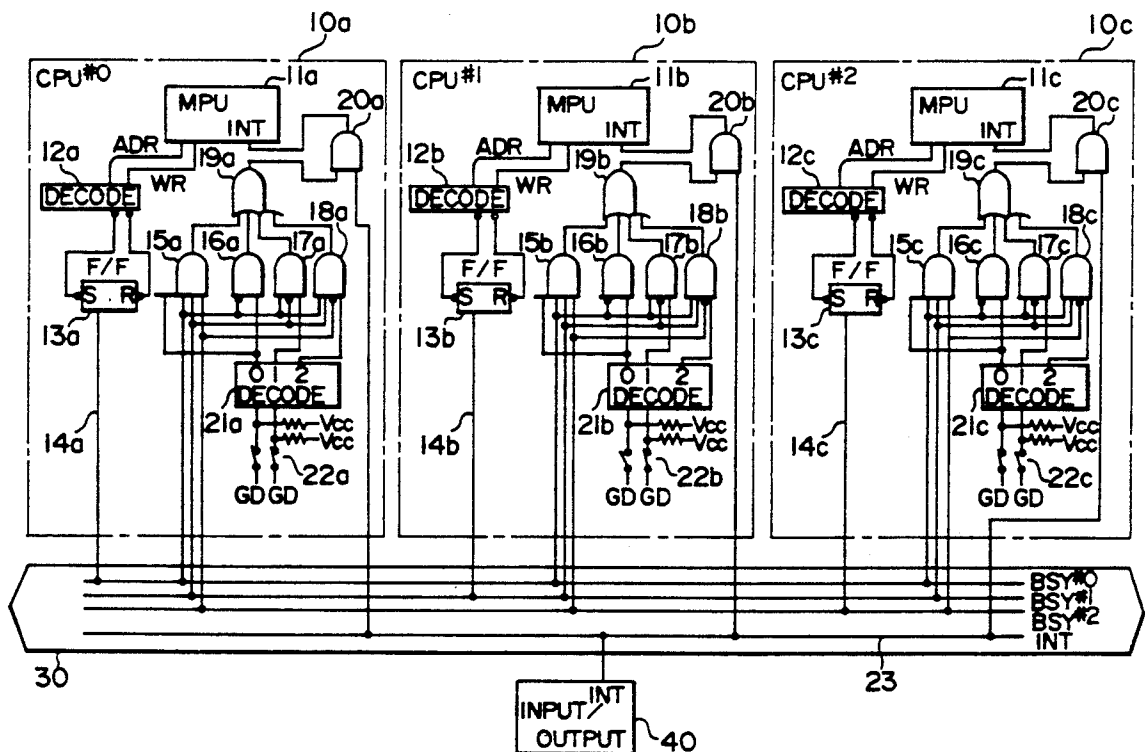 10a
CPU#0
11a
MPU
INT
20a
ADR
12a
19a
WR
DECODE
18a
15a
16a
17a
F/F
S R
13a
0 1 2
DECODE
21a
Vcc
Vcc
14a
22a
GD GD
10b
CPU#1
11b
MPU
INT
20b
ADR
12b
19b
WR
DECODE
18b
15b
16b
17b
F/F
S R
13b
0 1 2
DECODE
21b
Vcc
Vcc
14b
22b
GD GD
10c
CPU#2
11c
MPU
INT
20c
ADR
12c
19c
WR
DECODE
18c
15c
16c
17c
F/F
S R
13c
0 1 2
DECODE
21c
Vcc
Vcc
14c
22c
GD GD
BSY#0
BSY#1
BSY#2
INT
30
23
INT
INPUT/
OUTPUT
40